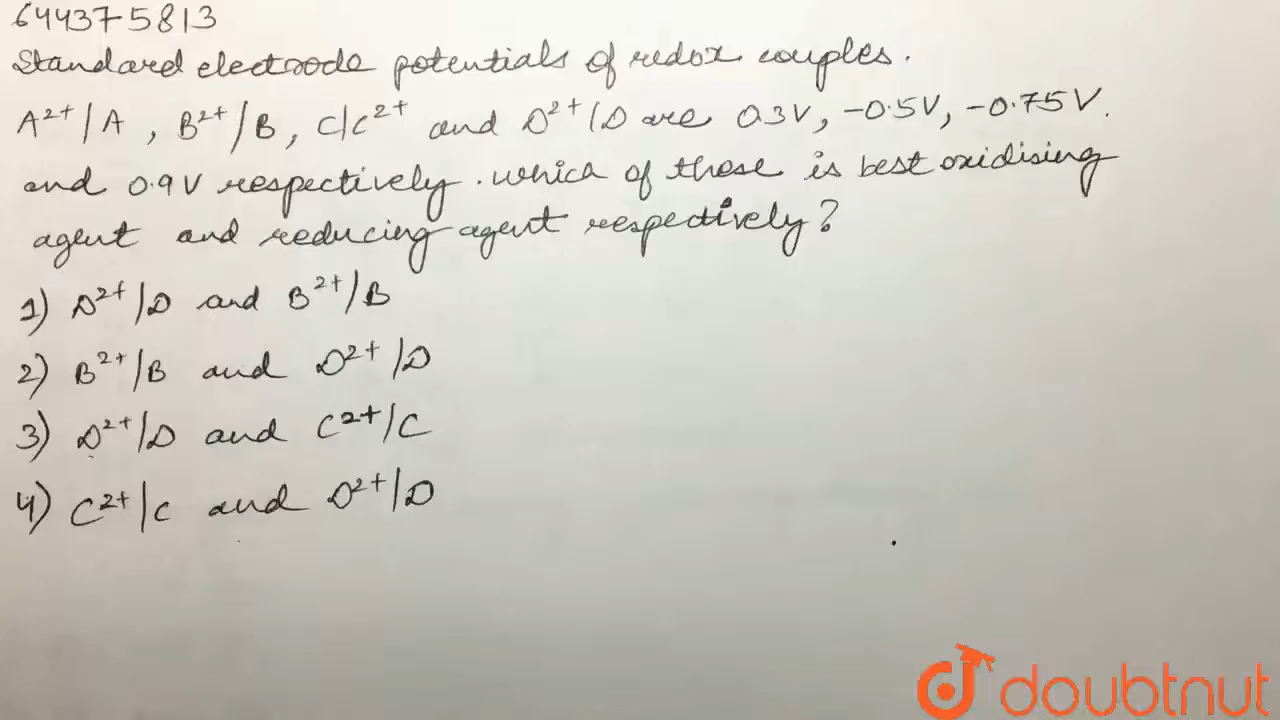 644375813
Standard electrode potentials of redox couples.
A²⁺/A, B²⁺/B, C/C²⁺ and D²⁺/D are 0.3V, -0.5V, -0.75V.
and 0.9V respectively. which of these is best oxidising
agent and reducing agent respectively?
1) D²⁺/D and B²⁺/B
2) B²⁺/B and D²⁺/D
3) D²⁺/D and C²⁺/C
4) C²⁺/C and D²⁺/D
doubtnut